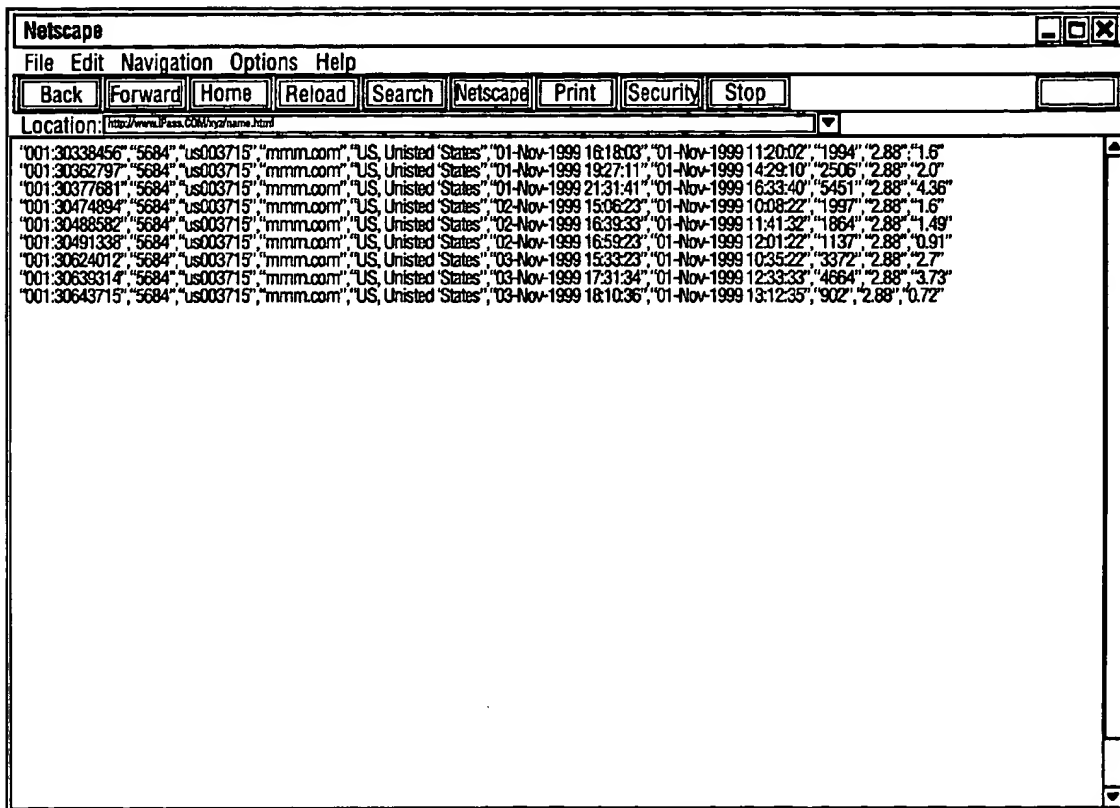 Netscape
File Edit Navigation Options Help
Back Forward Home Reload Search Netscape Print Security Stop
Location: http://www.iPass.COM/xyz/name.html
"001:30338456","5684","us003715","mmm.com","US, Unisted 'States","01-Nov-1999 16:18:03","01-Nov-1999 11:20:02","1994","2.88","1.6"
"001:30362797","5684","us003715","mmm.com","US, Unisted 'States","01-Nov-1999 19:27:11","01-Nov-1999 14:29:10","2506","2.88","2.0"
"001:30377681","5684","us003715","mmm.com","US, Unisted 'States","01-Nov-1999 21:31:41","01-Nov-1999 16:33:40","5451","2.88","4.36"
"001:30474894","5684","us003715","mmm.com","US, Unisted 'States","02-Nov-1999 15:06:23","01-Nov-1999 10:08:22","1997","2.88","1.6"
"001:30488582","5684","us003715","mmm.com","US, Unisted 'States","02-Nov-1999 16:39:33","01-Nov-1999 11:41:32","1864","2.88","1.49"
"001:30491338","5684","us003715","mmm.com","US, Unisted 'States","02-Nov-1999 16:59:23","01-Nov-1999 12:01:22","1137","2.88","0.91"
"001:30624012","5684","us003715","mmm.com","US, Unisted 'States","03-Nov-1999 15:33:23","01-Nov-1999 10:35:22","3372","2.88","2.7"
"001:30639314","5684","us003715","mmm.com","US, Unisted 'States","03-Nov-1999 17:31:34","01-Nov-1999 12:33:33","4664","2.88","3.73"
"001:30643715","5684","us003715","mmm.com","US, Unisted 'States","03-Nov-1999 18:10:36","01-Nov-1999 13:12:35","902","2.88","0.72"